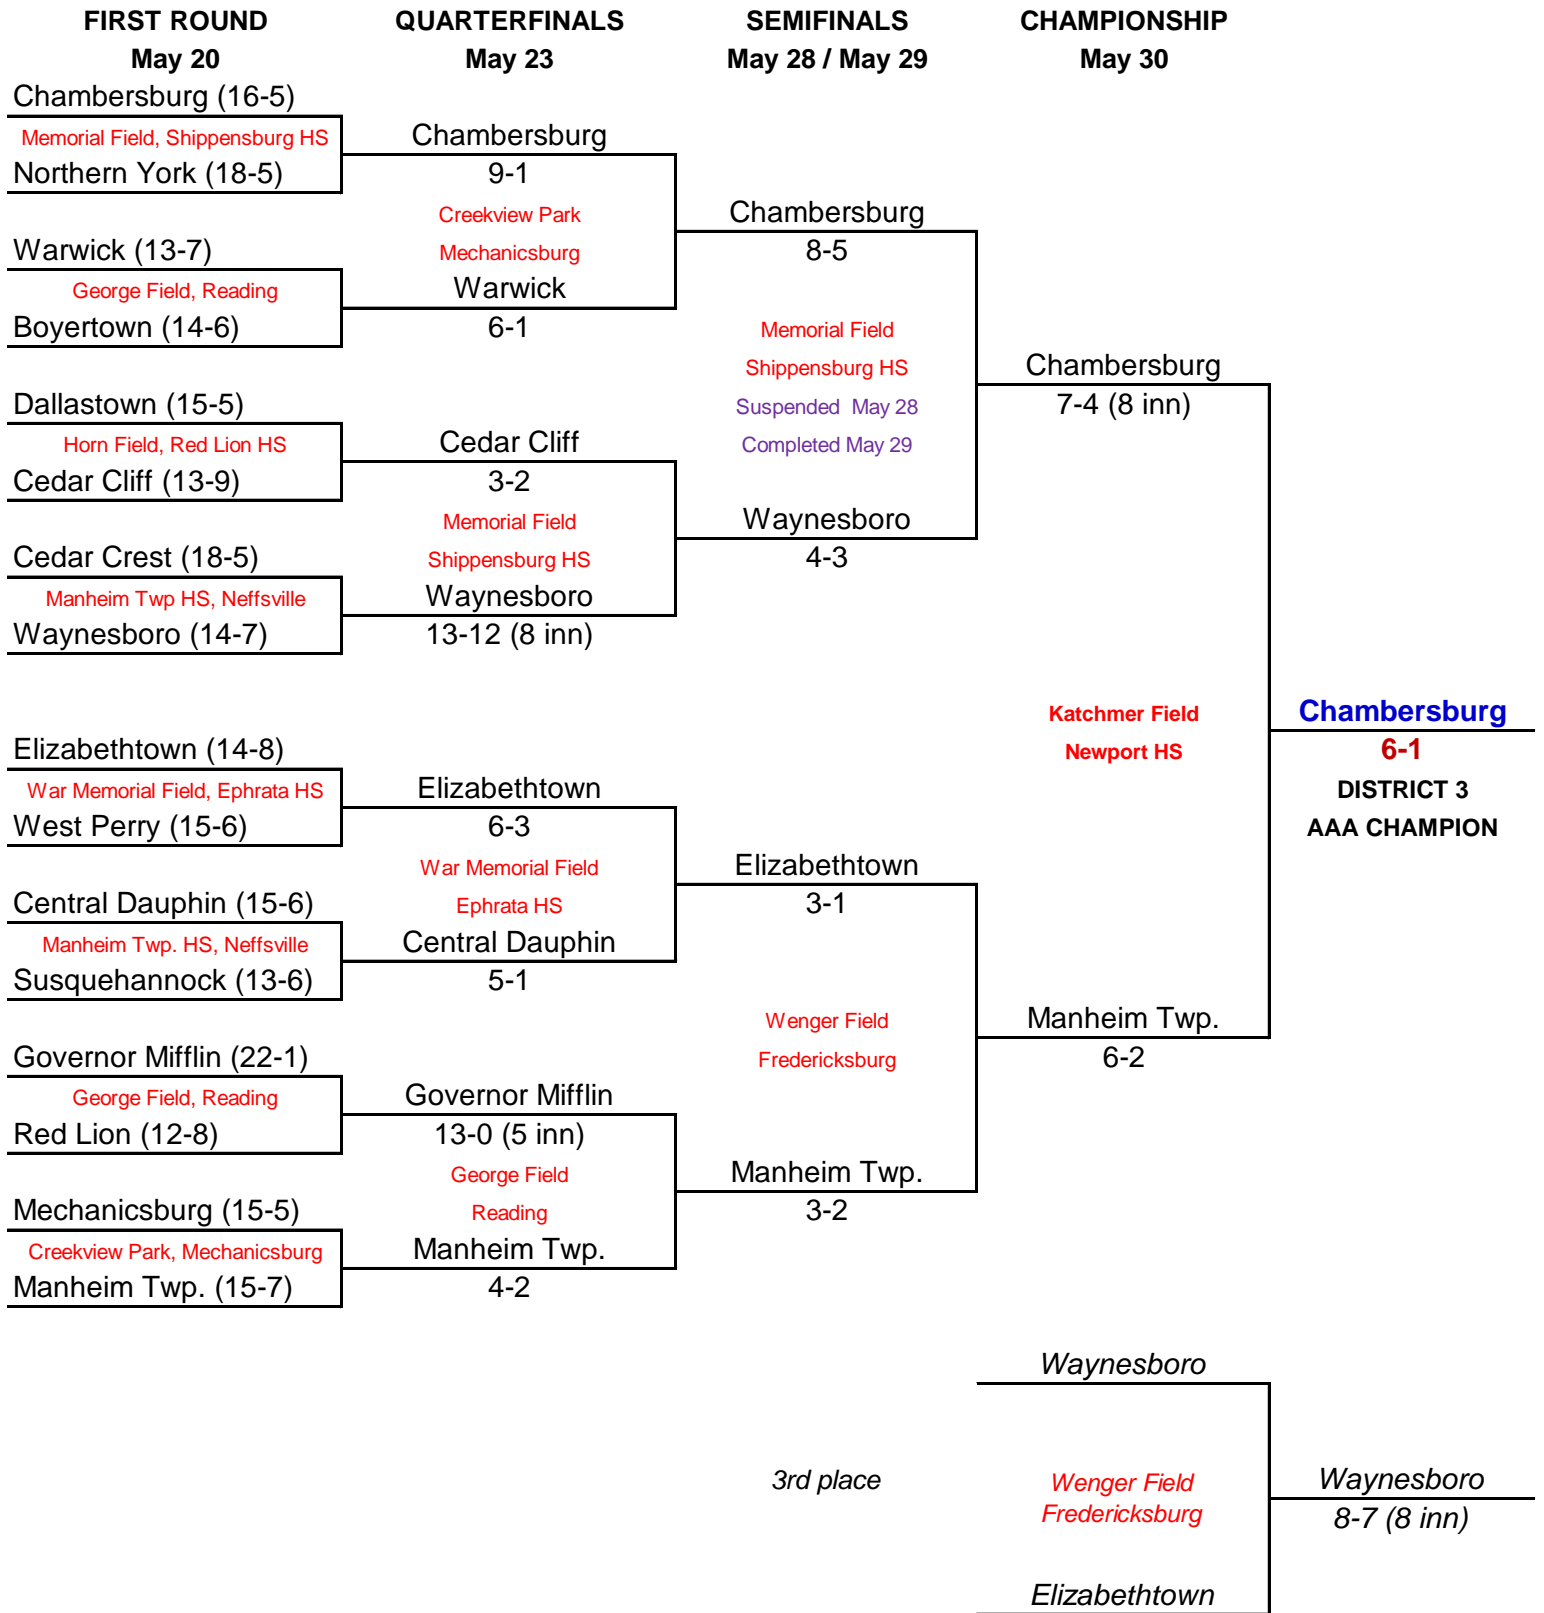 FIRST ROUND QUARTERFINALS SEMIFINALS CHAMPIONSHIP
May 20 May 23 May 28 / May 29 May 30
Chambersburg (16-5)
Memorial Field, Shippensburg HS Chambersburg
Northern York (18-5) 9-1
Creekview Park Chambersburg
Warwick (13-7) Mechanicsburg 8-5
George Field, Reading Warwick
Boyertown (14-6) 6-1 Memorial Field
Shippensburg HS Chambersburg
Dallastown (15-5) Suspended May 28 7-4 (8 inn)
Horn Field, Red Lion HS Cedar Cliff Completed May 29
Cedar Cliff (13-9) 3-2
Memorial Field Waynesboro
Cedar Crest (18-5) Shippensburg HS 4-3
Manheim Twp HS, Neffsville Waynesboro
Waynesboro (14-7) 13-12 (8 inn)
Katchmer Field Chambersburg
Elizabethtown (14-8) Newport HS 6-1
War Memorial Field, Ephrata HS Elizabethtown DISTRICT 3
West Perry (15-6) 6-3 AAA CHAMPION
War Memorial Field Elizabethtown
Central Dauphin (15-6) Ephrata HS 3-1
Manheim Twp. HS, Neffsville Central Dauphin
Susquehannock (13-6) 5-1
Wenger Field Manheim Twp.
Governor Mifflin (22-1) Fredericksburg 6-2
George Field, Reading Governor Mifflin
Red Lion (12-8) 13-0 (5 inn)
George Field Manheim Twp.
Mechanicsburg (15-5) Reading 3-2
Creekview Park, Mechanicsburg Manheim Twp.
Manheim Twp. (15-7) 4-2
Waynesboro
3rd place Wenger Field Waynesboro
Fredericksburg 8-7 (8 inn)
Elizabethtown